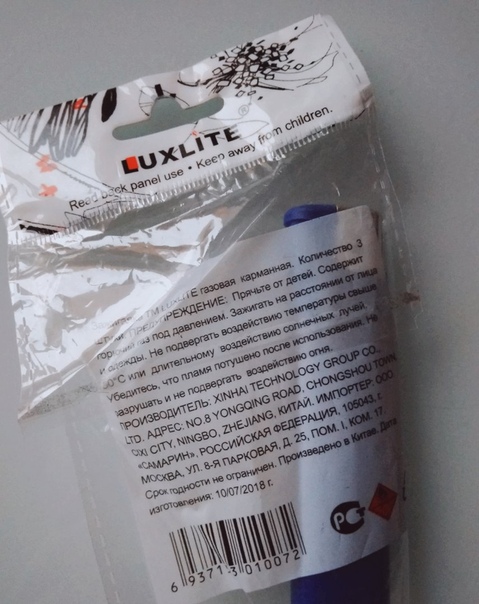 LUXLITE®
Read back panel use • Keep away from children.
ТМ LUXLITE газовая карманная. Количество 3
ПРЕДУПРЕЖДЕНИЕ: Прячьте от детей. Содержит
горючий газ под давлением. Зажигать на расстоянии от лица
и одежды. Не подвергать воздействию температуры свыше
50°С или длительному воздействию солнечных лучей.
Убедитесь, что пламя потушено после использования. Не
разрушать и не подвергать воздействию огня.
ПРОИЗВОДИТЕЛЬ: XINHAI TECHNOLOGY GROUP CO.,
LTD. АДРЕС: NO.8 YONGQING ROAD, CHONGSHOU TOWN,
CIXI CITY, NINGBO, ZHEJIANG, КИТАЙ. ИМПОРТЕР: ООО
«САМАРИН», РОССИЙСКАЯ ФЕДЕРАЦИЯ, 105043, г.
МОСКВА, УЛ. 8-Я ПАРКОВАЯ, Д. 25, ПОМ. I, КОМ. 17.
Срок годности не ограничен. Произведено в Китае. Дата
изготовления: 10/07/2018 г.
РС
6 93713 010072